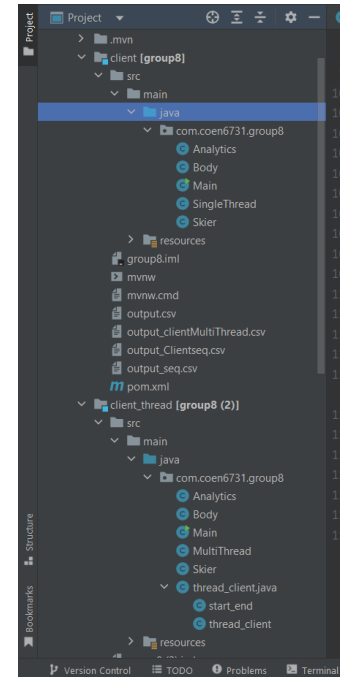 Project
Project
.mvn
client [group8]
src
main
java
com.coen6731.group8
Analytics
Body
Main
SingleThread
Skier
resources
group8.iml
mvnw
mvnw.cmd
output.csv
output_clientMultiThread.csv
output_Clientseq.csv
output_seq.csv
pom.xml
client_thread [group8 (2)]
src
main
java
com.coen6731.group8
Analytics
Body
Main
MultiThread
Skier
thread_client.java
start_end
thread_client
resources
Structure
Bookmarks
Version Control
TODO
Problems
Terminal